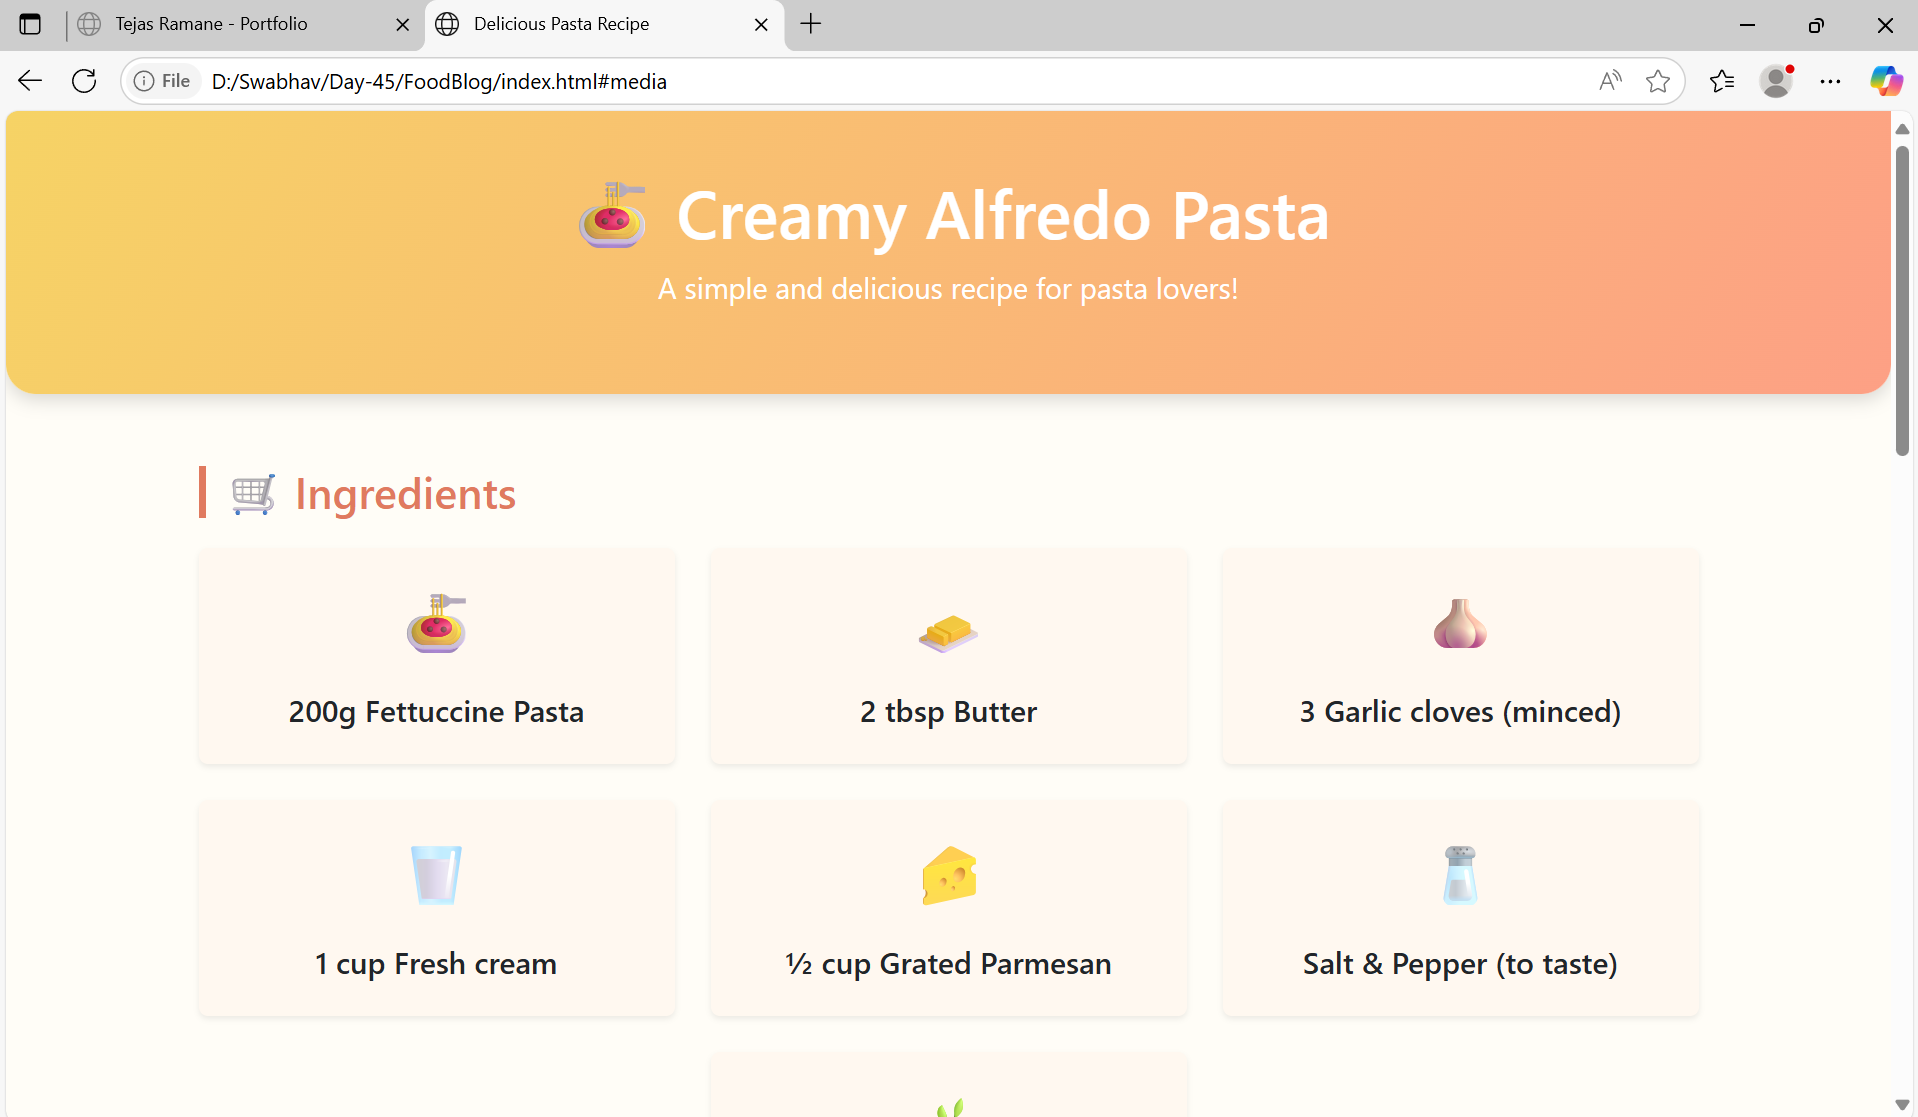 Tejas Ramane - Portfolio
Delicious Pasta Recipe
File
D:/Swabhav/Day-45/FoodBlog/index.html#media
Creamy Alfredo Pasta
A simple and delicious recipe for pasta lovers!
Ingredients
200g Fettuccine Pasta
2 tbsp Butter
3 Garlic cloves (minced)
1 cup Fresh cream
½ cup Grated Parmesan
Salt & Pepper (to taste)